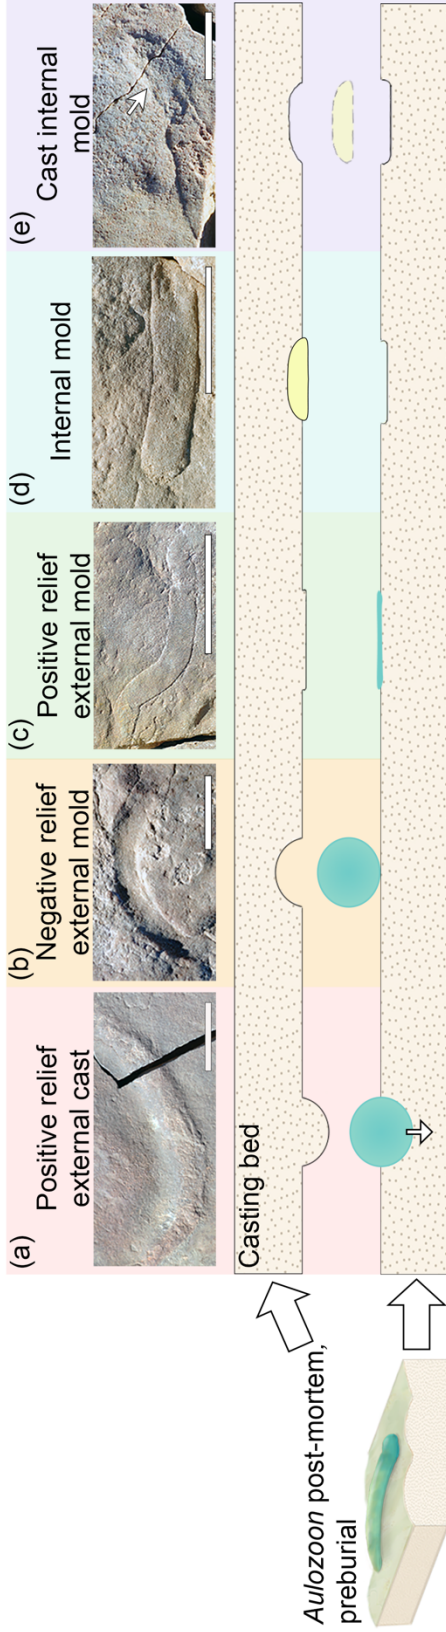 (a)
Positive relief
external cast
(b)
Negative relief
external mold
(c)
Positive relief
external mold
(d)
Internal mold
(e)
Cast internal
mold
Casting bed
Aulozoon post-mortem,
preburial